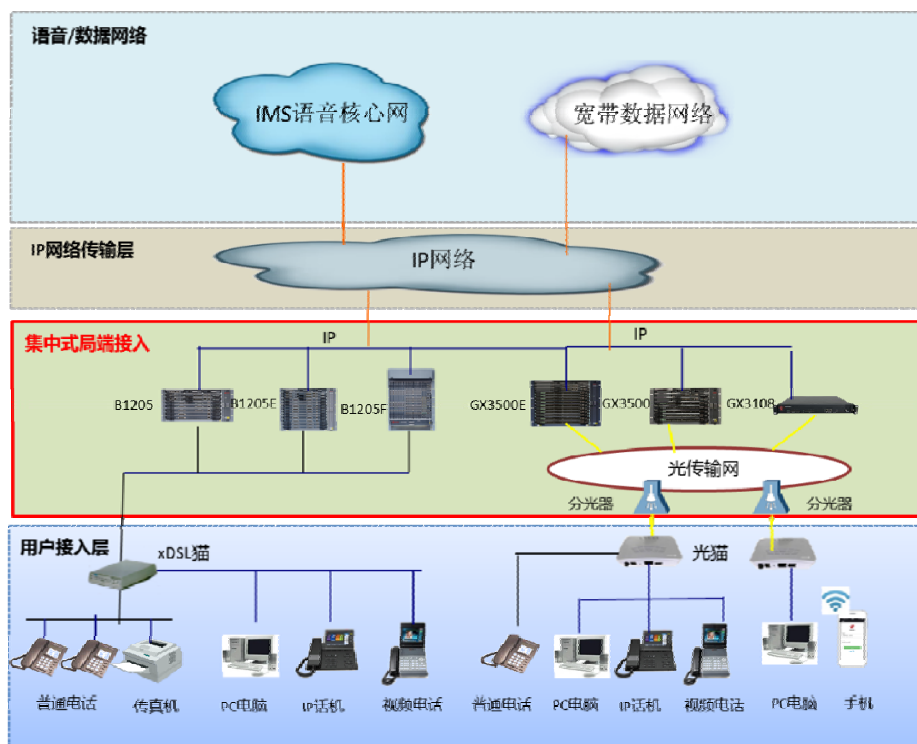 语音/数据网络
IMS语音核心网
宽带数据网络
IP网络传输层
IP网络
集中式局端接入
IP
IP
B1205
B1205E
B1205F
GX3500E
GX3500
GX3108
光传输网
分光器
分光器
用户接入层
xDSL猫
光猫
普通电话
传真机
PC电脑
IP话机
视频电话
普通电话
PC电脑
IP话机
视频电话
PC电脑
手机